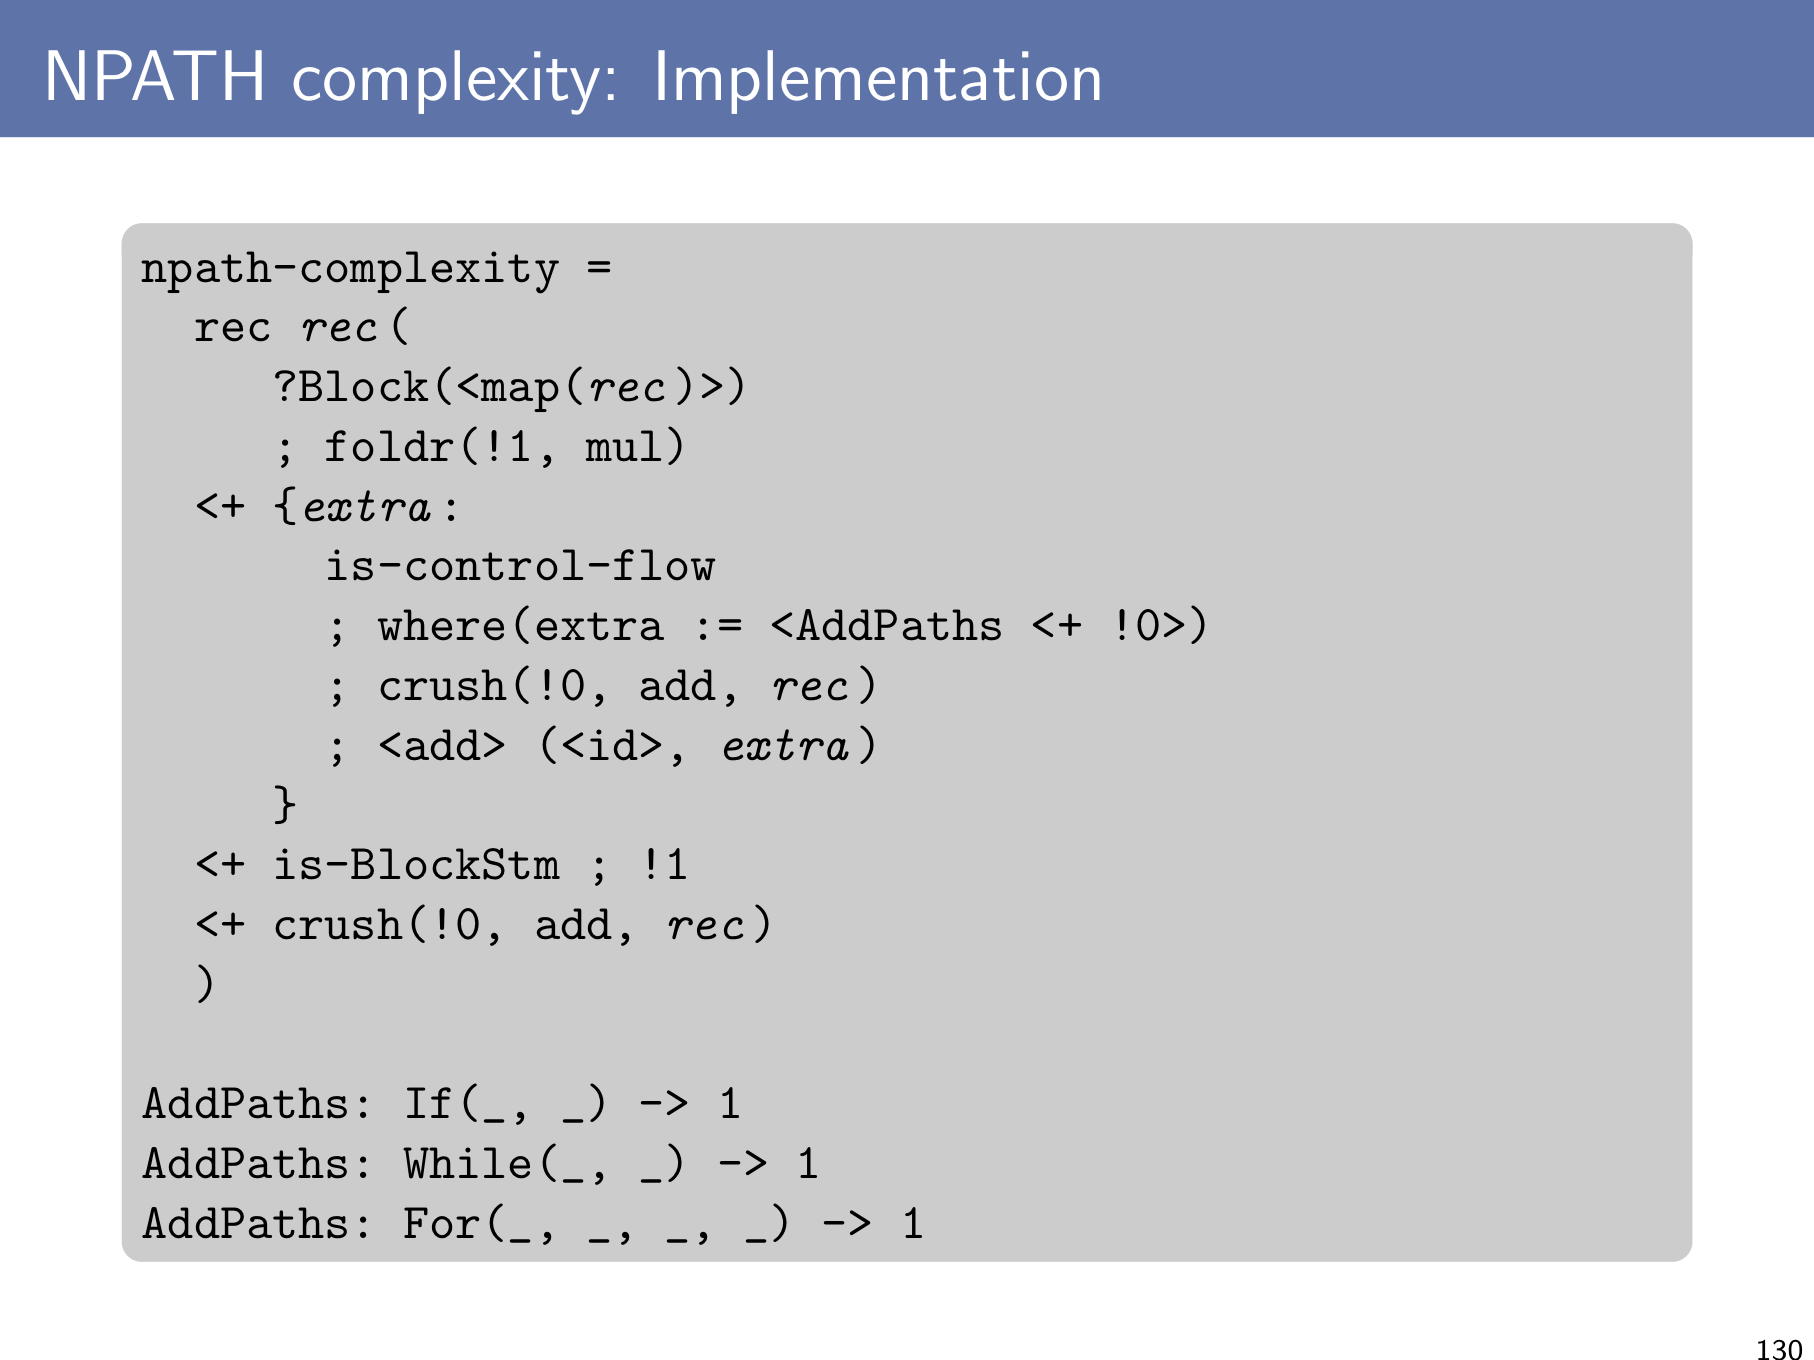 NPATH complexity: Implementation
npath-complexity =
  rec rec(
     ?Block(<map(rec)>)
     ; foldr(!1, mul)
  <+ {extra:
       is-control-flow
       ; where(extra := <AddPaths <+ !0>)
       ; crush(!0, add, rec)
       ; <add> (<id>, extra)
     }
  <+ is-BlockStm ; !1
  <+ crush(!0, add, rec)
  )
AddPaths: If(_, _) -> 1
AddPaths: While(_, _) -> 1
AddPaths: For(_, _, _, _) -> 1
130